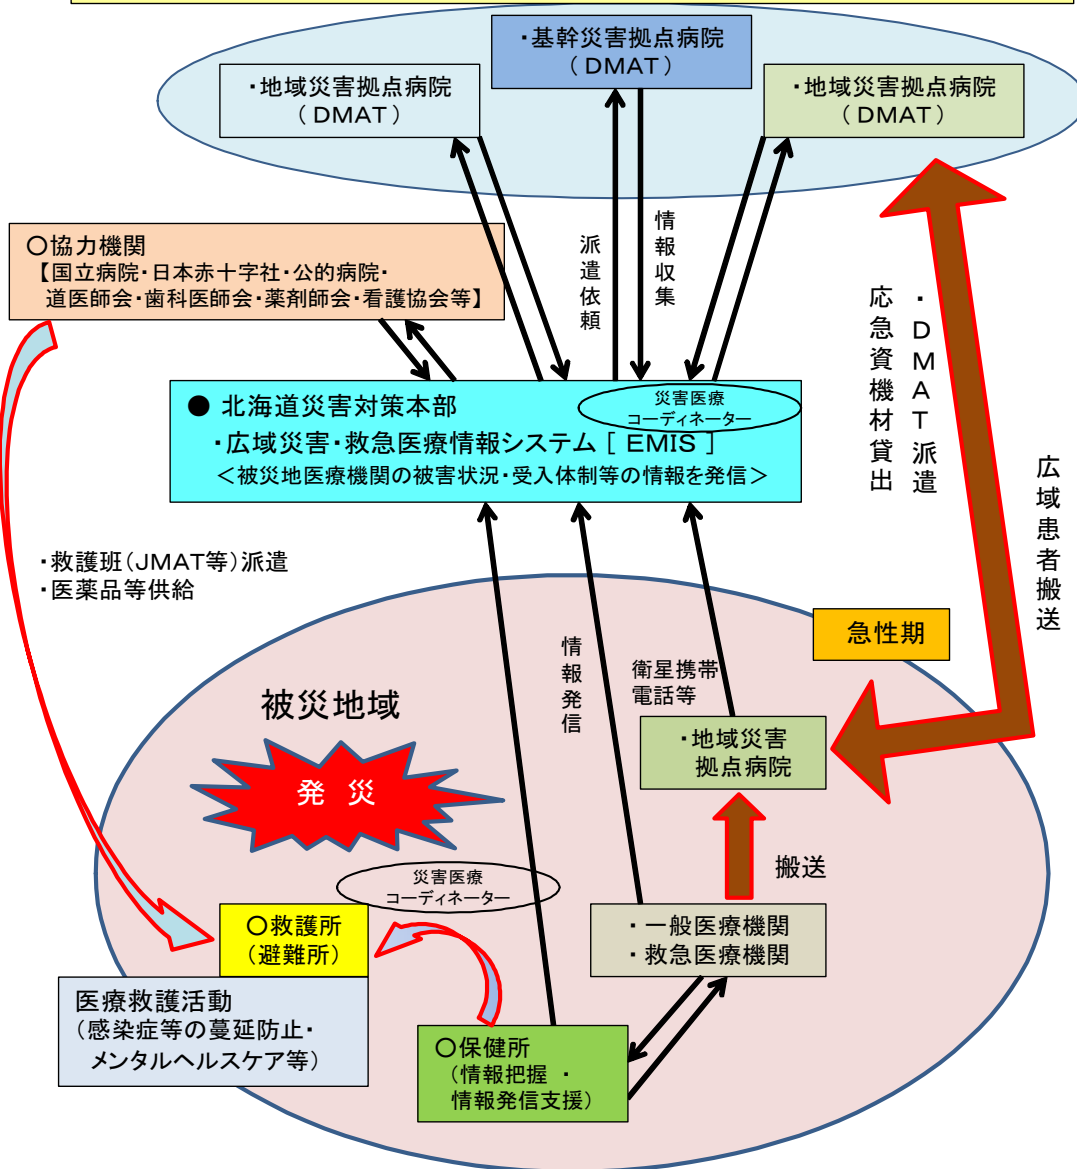 ・基幹災害拠点病院
(DMAT)
・地域災害拠点病院
(DMAT)
・地域災害拠点病院
(DMAT)
〇協力機関
【国立病院・日本赤十字社・公的病院・
道医師会・歯科医師会・薬剤師会・看護協会等】
派遣依頼
情報収集
・DMAT派遣
応急資機材貸出
広域患者搬送
● 北海道災害対策本部
災害医療
コーディネーター
・広域災害・救急医療情報システム[ EMIS ]
<被災地医療機関の被害状況・受入体制等の情報を発信>
・救護班(JMAT等)派遣
・医薬品等供給
急性期
情報発信
衛星携帯
電話等
被災地域
・地域災害
拠点病院
発 災
搬送
災害医療
コーディネーター
〇救護所
(避難所)
・一般医療機関
・救急医療機関
医療救護活動
(感染症等の蔓延防止・
メンタルヘルスケア等)
〇保健所
(情報把握 ・
情報発信支援)